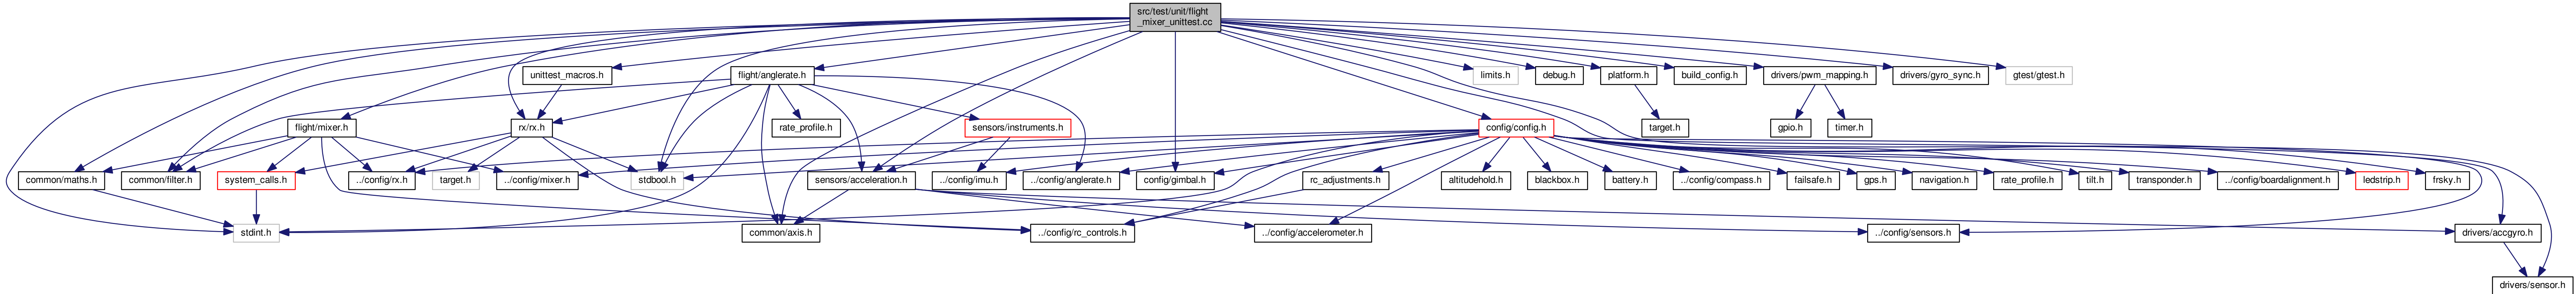 src/test/unit/flight
_mixer_unittest.cc
unittest_macros.h
flight/anglerate.h
limits.h
debug.h
platform.h
build_config.h
drivers/pwm_mapping.h
drivers/gyro_sync.h
gtest/gtest.h
flight/mixer.h
rx/rx.h
rate_profile.h
sensors/instruments.h
config/config.h
target.h
gpio.h
timer.h
common/maths.h
common/filter.h
system_calls.h
../config/rx.h
target.h
../config/mixer.h
stdbool.h
sensors/acceleration.h
../config/imu.h
../config/anglerate.h
config/gimbal.h
rc_adjustments.h
altitudehold.h
blackbox.h
battery.h
../config/compass.h
failsafe.h
gps.h
navigation.h
rate_profile.h
tilt.h
transponder.h
../config/boardalignment.h
ledstrip.h
frsky.h
stdint.h
common/axis.h
../config/rc_controls.h
../config/accelerometer.h
../config/sensors.h
drivers/accgyro.h
drivers/sensor.h